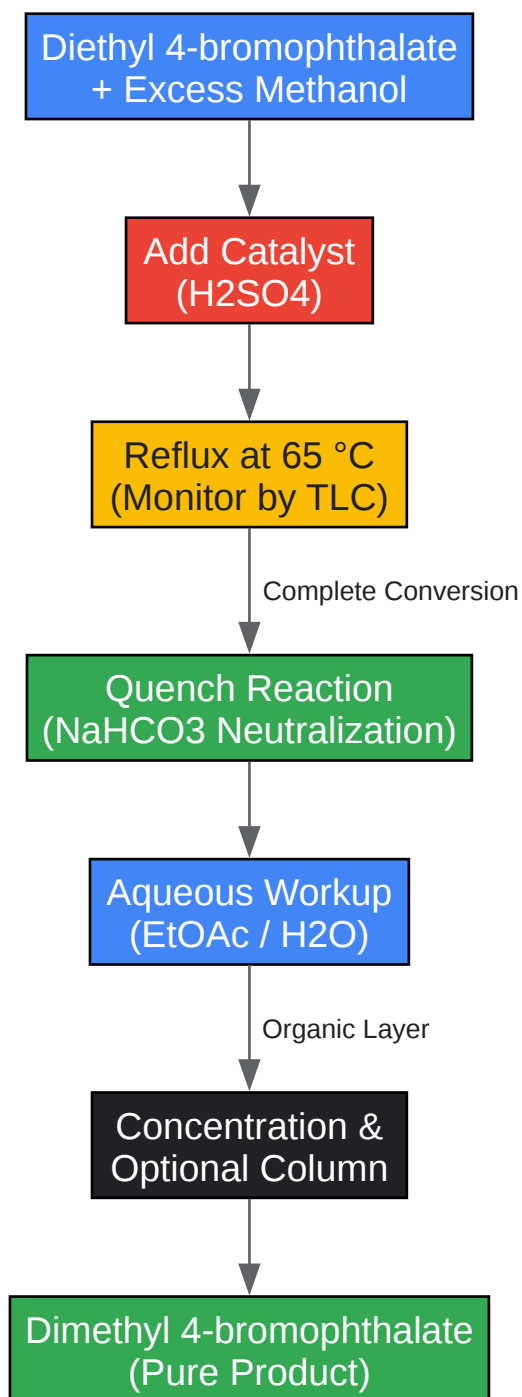 Diethyl 4-bromophthalate
+ Excess Methanol
Add Catalyst
(H2SO4)
Reflux at 65 °C
(Monitor by TLC)
Complete Conversion
Quench Reaction
(NaHCO3 Neutralization)
Aqueous Workup
(EtOAc / H2O)
Organic Layer
Concentration &
Optional Column
Dimethyl 4-bromophthalate
(Pure Product)